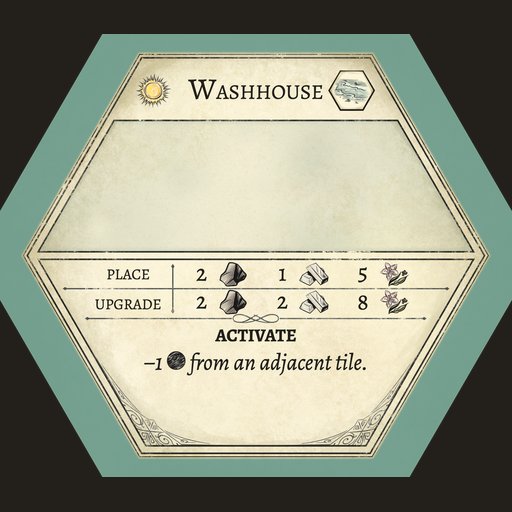 Washhouse
PLACE 2 1 5
UPGRADE 2 2 8
ACTIVATE
–1 from an adjacent tile.